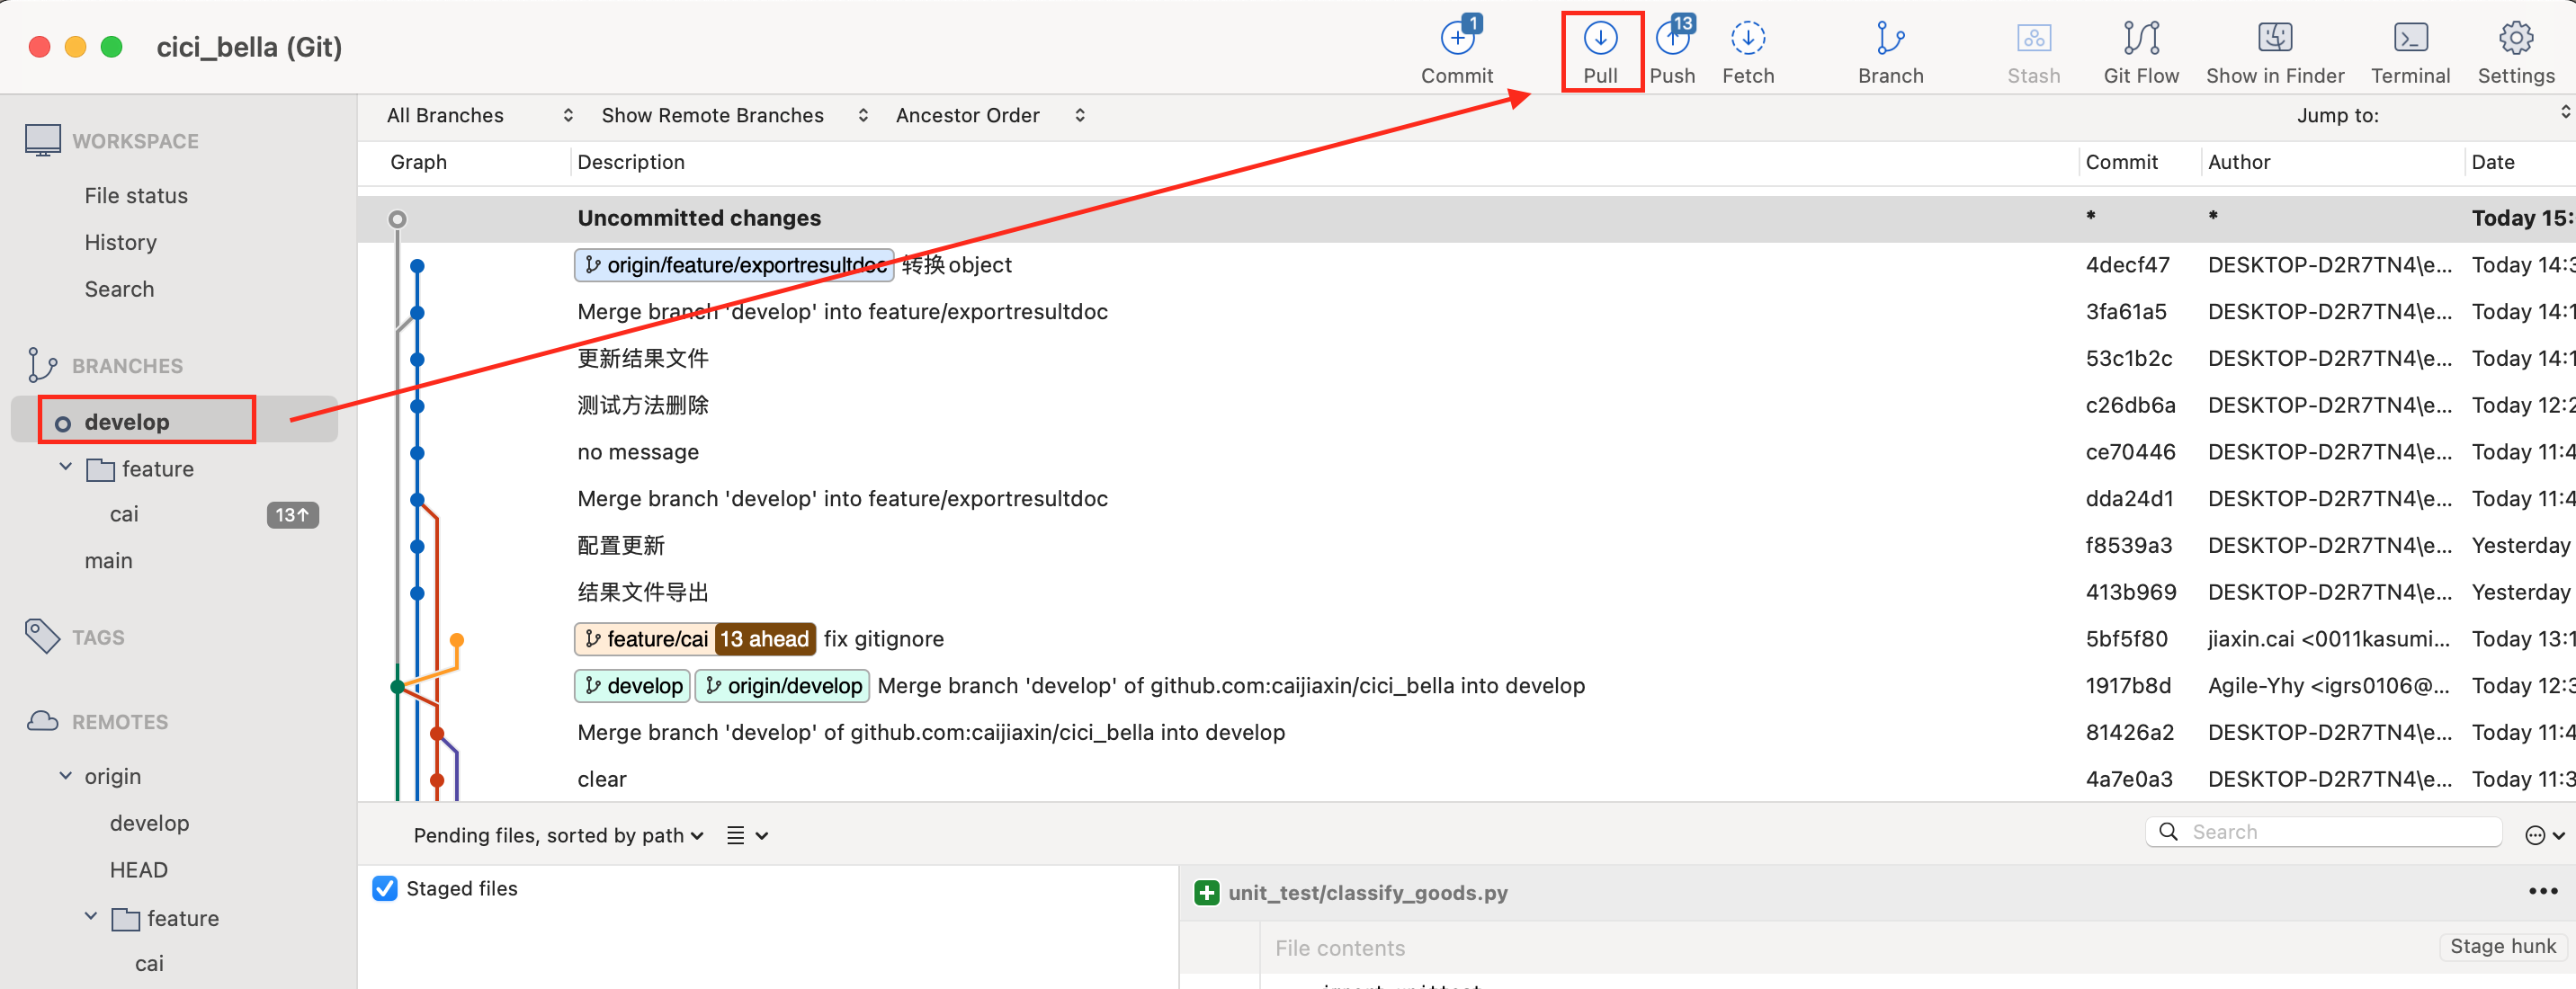 cici_bella (Git)
1
13
Commit
Pull
Push
Fetch
Branch
Stash
Git Flow
Show in Finder
Terminal
Settings
WORKSPACE
File status
History
Search
BRANCHES
develop
feature
cai 13↑
main
TAGS
REMOTES
origin
develop
HEAD
feature
cai
All Branches Show Remote Branches Ancestor Order Jump to:
Graph Description Commit Author Date
Uncommitted changes * * Today 15:
origin/feature/exportresultdoc 转换object 4decf47 DESKTOP-D2R7TN4\e... Today 14:3
Merge branch 'develop' into feature/exportresultdoc 3fa61a5 DESKTOP-D2R7TN4\e... Today 14:1
更新结果文件 53c1b2c DESKTOP-D2R7TN4\e... Today 14:1
测试方法删除 c26db6a DESKTOP-D2R7TN4\e... Today 12:2
no message ce70446 DESKTOP-D2R7TN4\e... Today 11:4
Merge branch 'develop' into feature/exportresultdoc dda24d1 DESKTOP-D2R7TN4\e... Today 11:4
配置更新 f8539a3 DESKTOP-D2R7TN4\e... Yesterday
结果文件导出 413b969 DESKTOP-D2R7TN4\e... Yesterday
feature/cai 13 ahead fix gitignore 5bf5f80 jiaxin.cai <0011kasumi... Today 13:1
develop origin/develop Merge branch 'develop' of github.com:caijiaxin/cici_bella into develop 1917b8d Agile-Yhy <igrs0106@... Today 12:3
Merge branch 'develop' of github.com:caijiaxin/cici_bella into develop 81426a2 DESKTOP-D2R7TN4\e... Today 11:4
clear 4a7e0a3 DESKTOP-D2R7TN4\e... Today 11:3
Pending files, sorted by path Search
Staged files
unit_test/classify_goods.py
File contents Stage hunk